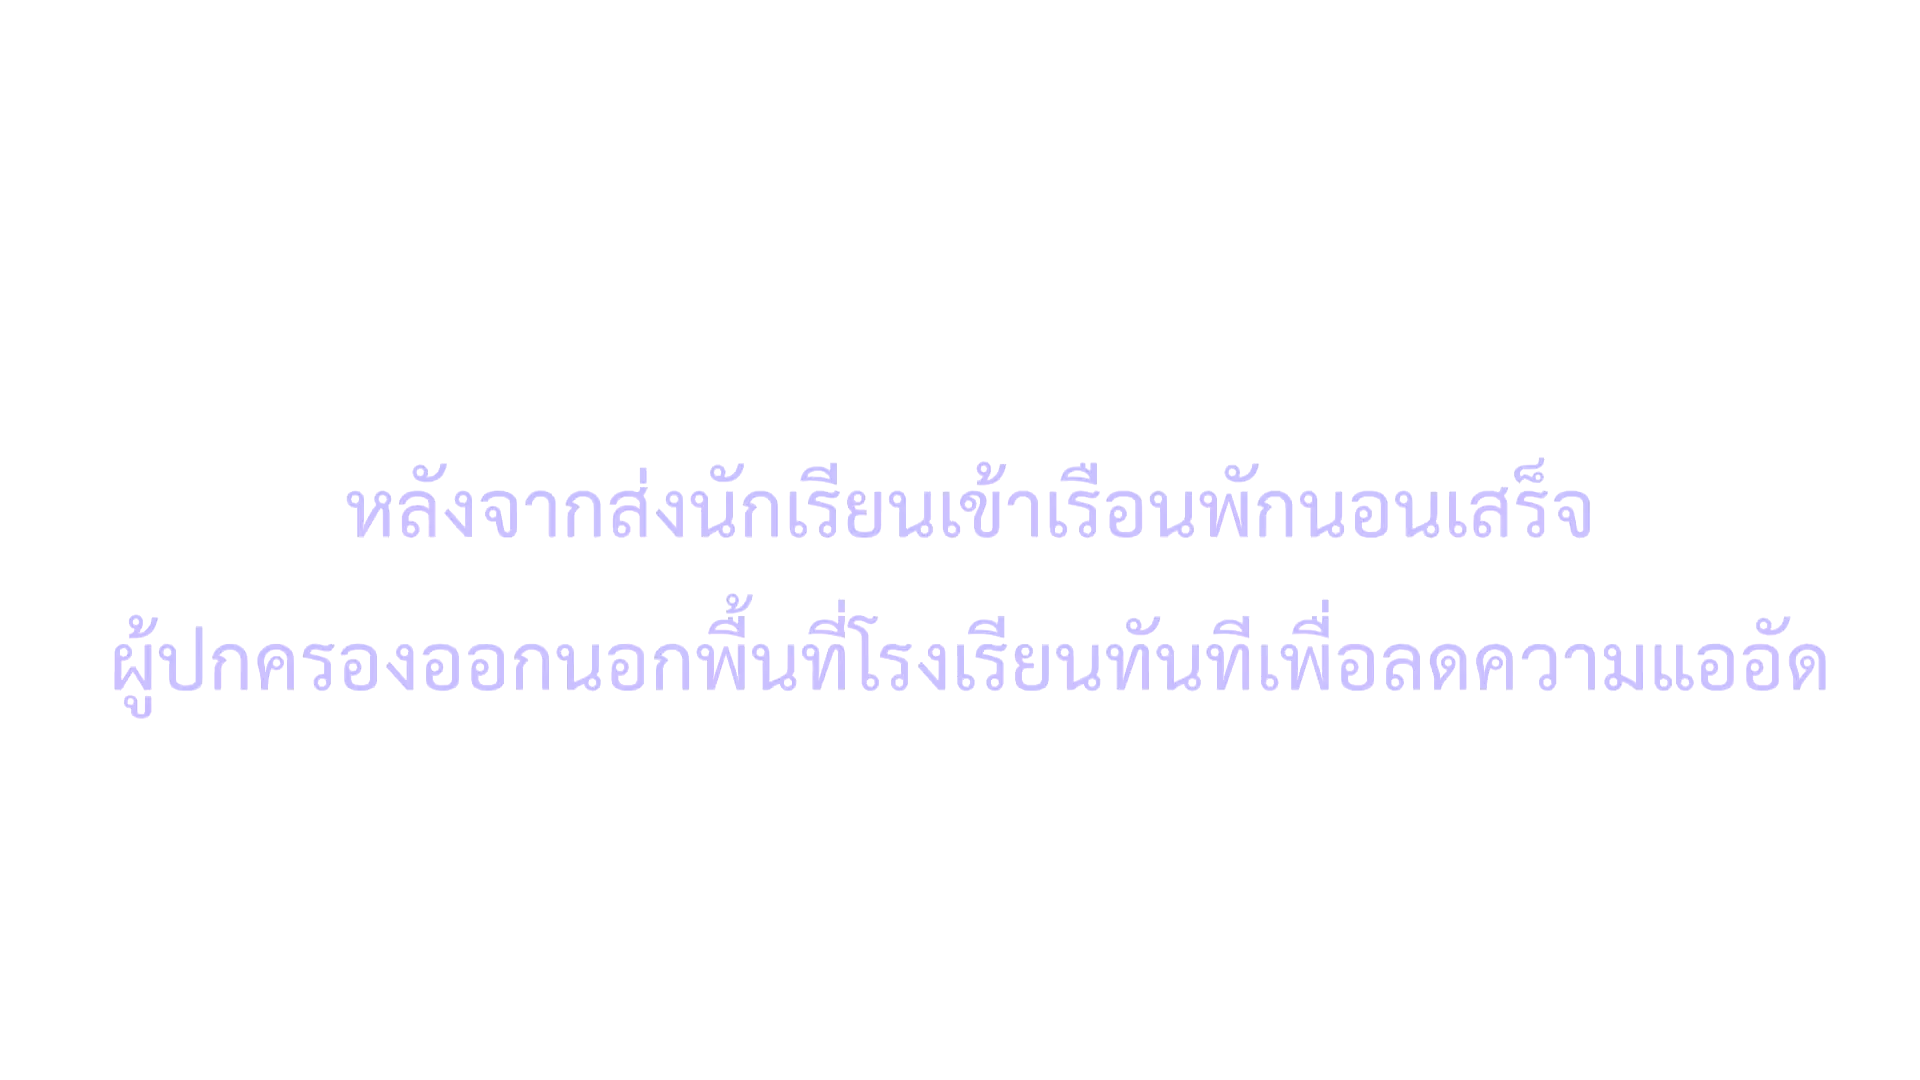 หลังจากส่งนักเรียนเข้าเรือนพักนอนเสร็จ
ผู้ปกครองออกนอกพื้นที่โรงเรียนทันทีเพื่อลดความแออัด